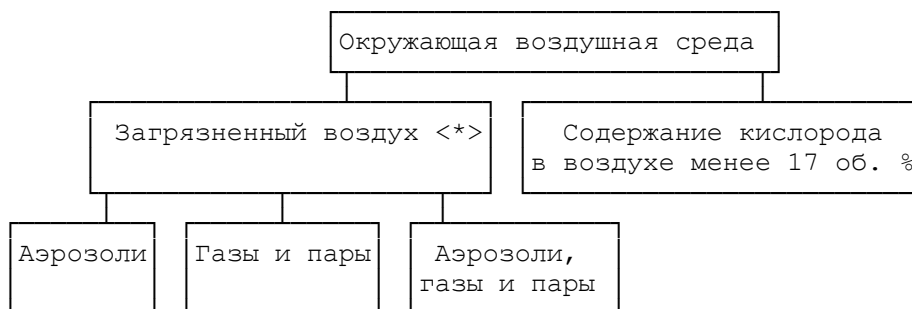 Окружающая воздушная среда
Загрязненный воздух <*>
Содержание кислорода
в воздухе менее 17 об. %
Аэрозоли
Газы и пары
Аэрозоли,
газы и пары